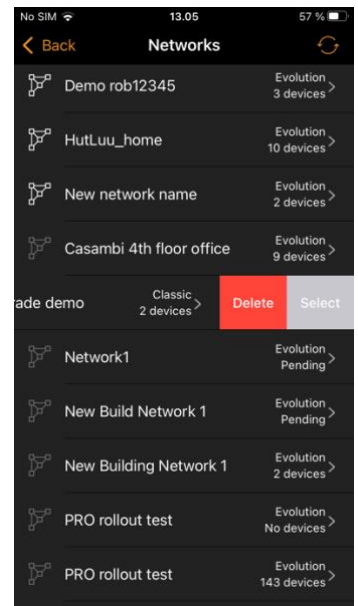 No SIM 13.05 57 %
Back Networks
Demo rob12345 Evolution
3 devices
HutLuu_home Evolution
10 devices
New network name Evolution
2 devices
Casambi 4th floor office Evolution
9 devices
rade demo Classic Delete Select
2 devices
Network1 Evolution
Pending
New Build Network 1 Evolution
Pending
New Building Network 1 Evolution
2 devices
PRO rollout test Evolution
No devices
PRO rollout test Evolution
143 devices